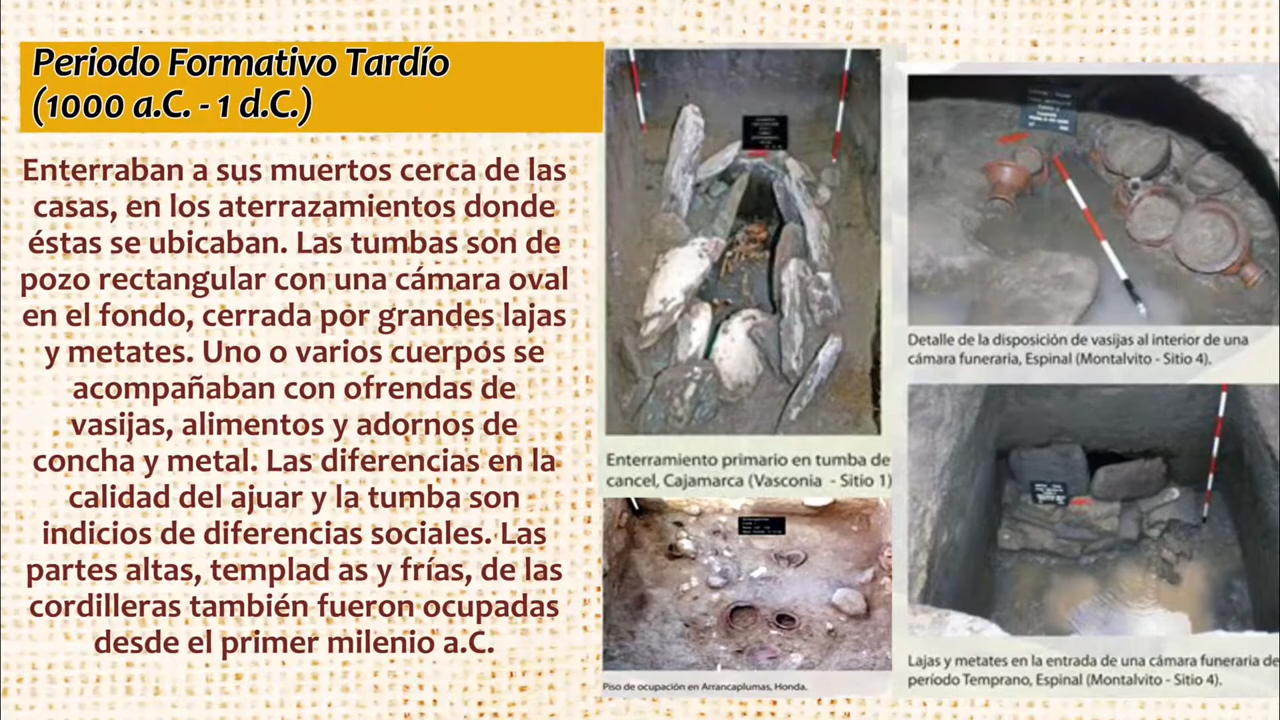 Periodo Formativo Tardío
(1000 a.C. - 1 d.C.)
Enterraban a sus muertos cerca de las
casas, en los aterrazamientos donde
éstas se ubicaban. Las tumbas son de
pozo rectangular con una cámara oval
en el fondo, cerrada por grandes lajas
y metates. Uno o varios cuerpos se
acompañaban con ofrendas de
vasijas, alimentos y adornos de
concha y metal. Las diferencias en la
calidad del ajuar y la tumba son
indicios de diferencias sociales. Las
partes altas, templad as y frías, de las
cordilleras también fueron ocupadas
desde el primer milenio a.C.
Enterramiento primario en tumba de
cancel, Cajamarca (Vasconia - Sitio 1)
Piso de ocupación en Arrancaplumas, Honda.
Detalle de la disposición de vasijas al interior de una
cámara funeraria, Espinal (Montalvito - Sitio 4).
Lajas y metates en la entrada de una cámara funeraria de
período Temprano, Espinal (Montalvito - Sitio 4).